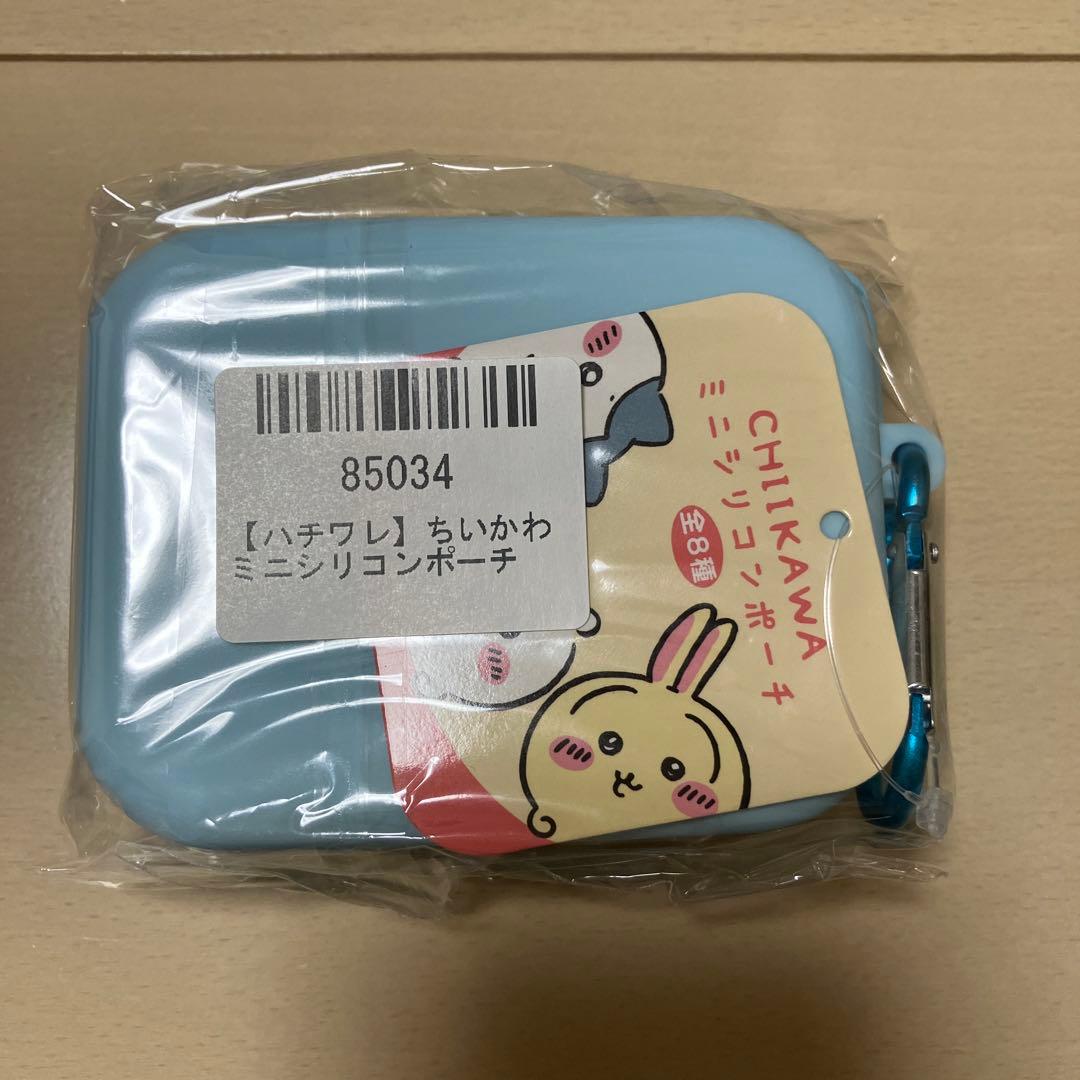 85034
【ハチワレ】ちいかわ
ミニシリコンポーチ
CHIIKAWA
ミニシリコンポーチ
全8種